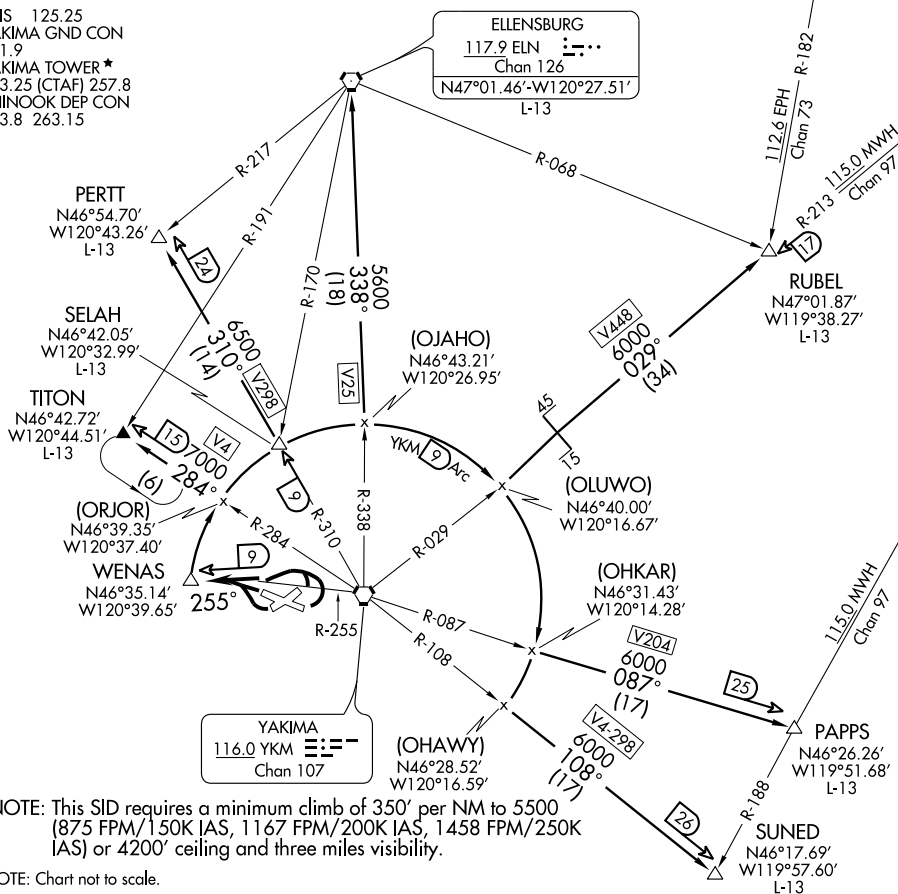 IS 125.25
KIMA GND CON
1.9
KIMA TOWER★
3.25 (CTAF) 257.8
INOOK DEP CON
3.8 263.15
ELLENSBURG
117.9 ELN
Chan 126
N47°01.46'-W120°27.51'
L-13
R-182
112.6 EPH
Chan 73
115.0 MWH
Chan 97
R-213
17
RUBEL
N47°01.87'
W119°38.27'
L-13
R-217
R-068
R-191
R-170
PERTT
N46°54.70'
W120°43.26'
L-13
24
6500
310°
(14)
V298
5600
338°
(18)
V25
SELAH
N46°42.05'
W120°32.99'
L-13
(OJAHO)
N46°43.21'
W120°26.95'
V448
6000
029°
(34)
45
15
TITON
N46°42.72'
W120°44.51'
L-13
15
V4
7000
284°
(6)
YKM 9 Arc
(OLUWO)
N46°40.00'
W120°16.67'
(ORJOR)
N46°39.35'
W120°37.40'
9
R-284
R-310
R-338
R-029
WENAS
N46°35.14'
W120°39.65'
9
255°
R-255
R-087
R-108
(OHKAR)
N46°31.43'
W120°14.28'
V204
6000
087°
(17)
25
115.0 MWH
Chan 97
PAPPS
N46°26.26'
W119°51.68'
L-13
R-188
YAKIMA
116.0 YKM
Chan 107
(OHAWY)
N46°28.52'
W120°16.59'
V4-298
6000
108°
(17)
26
SUNED
N46°17.69'
W119°57.60'
L-13
NOTE: This SID requires a minimum climb of 350' per NM to 5500
(875 FPM/150K IAS, 1167 FPM/200K IAS, 1458 FPM/250K
IAS) or 4200' ceiling and three miles visibility.
OTE: Chart not to scale.